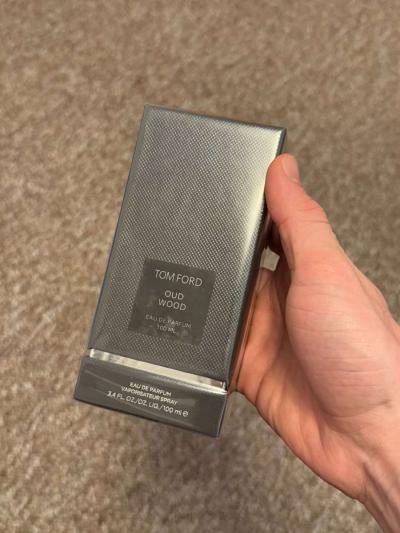 TOM FORD
OUD
WOOD
EAU DE PARFUM
100 ML
EAU DE PARFUM
VAPORISATEUR SPRAY
3.4 FL. OZ./OZ. LIQ./100 ml ℮